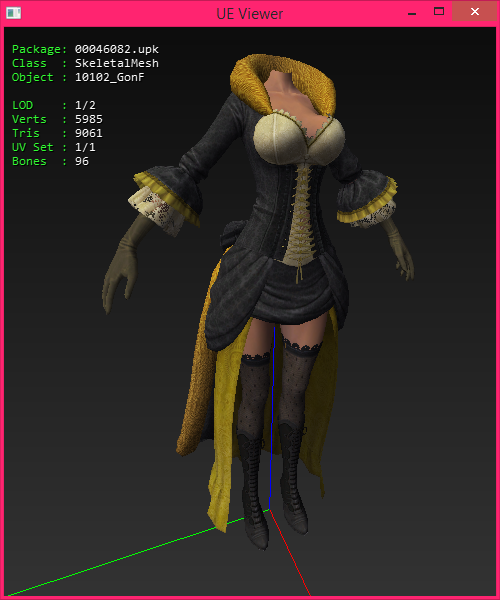 UE Viewer
Package: 00046082.upk
Class : SkeletalMesh
Object : 10102_GonF
LOD : 1/2
Verts : 5985
Tris : 9061
UV Set : 1/1
Bones : 96